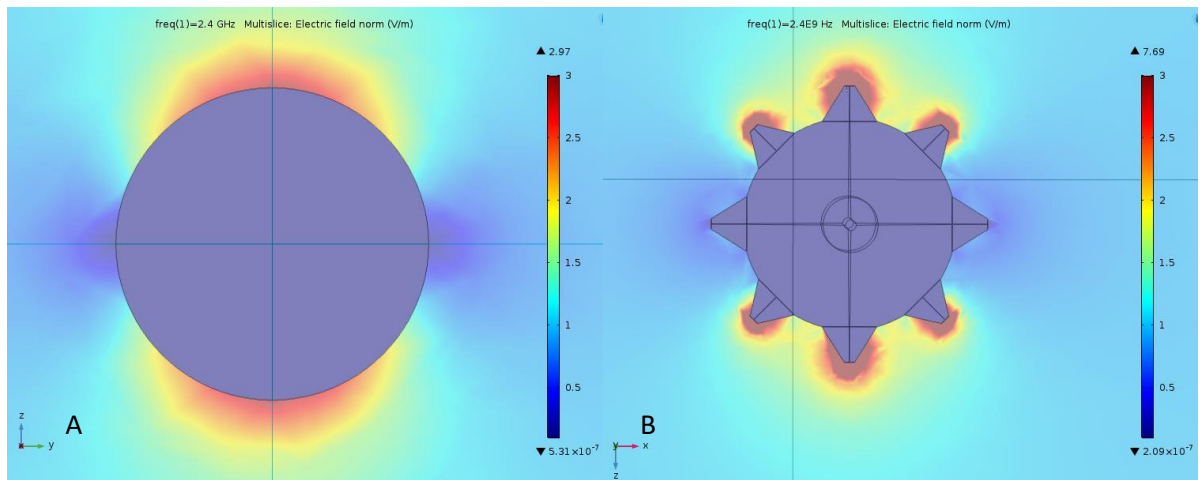 freq(1)=2.4 GHz Multislice: Electric field norm (V/m)
▲ 2.97
3
2.5
2
1.5
1
0.5
▼ 5.31×10⁻⁷
z
y
x
A
freq(1)=2.4E9 Hz Multislice: Electric field norm (V/m)
▲ 7.69
3
2.5
2
1.5
1
0.5
▼ 2.09×10⁻⁷
y
x
z
B